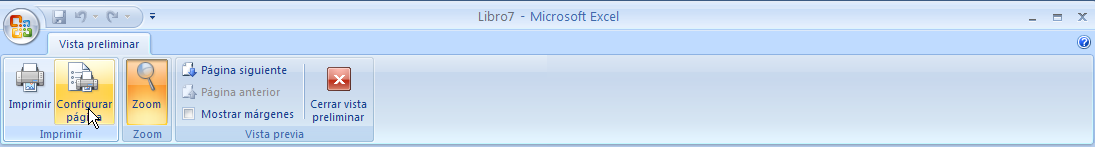 Libro7 - Microsoft Excel
Vista preliminar
Imprimir
Configurar
página
Zoom
Página siguiente
Página anterior
Mostrar márgenes
Cerrar vista
preliminar
Imprimir
Zoom
Vista previa